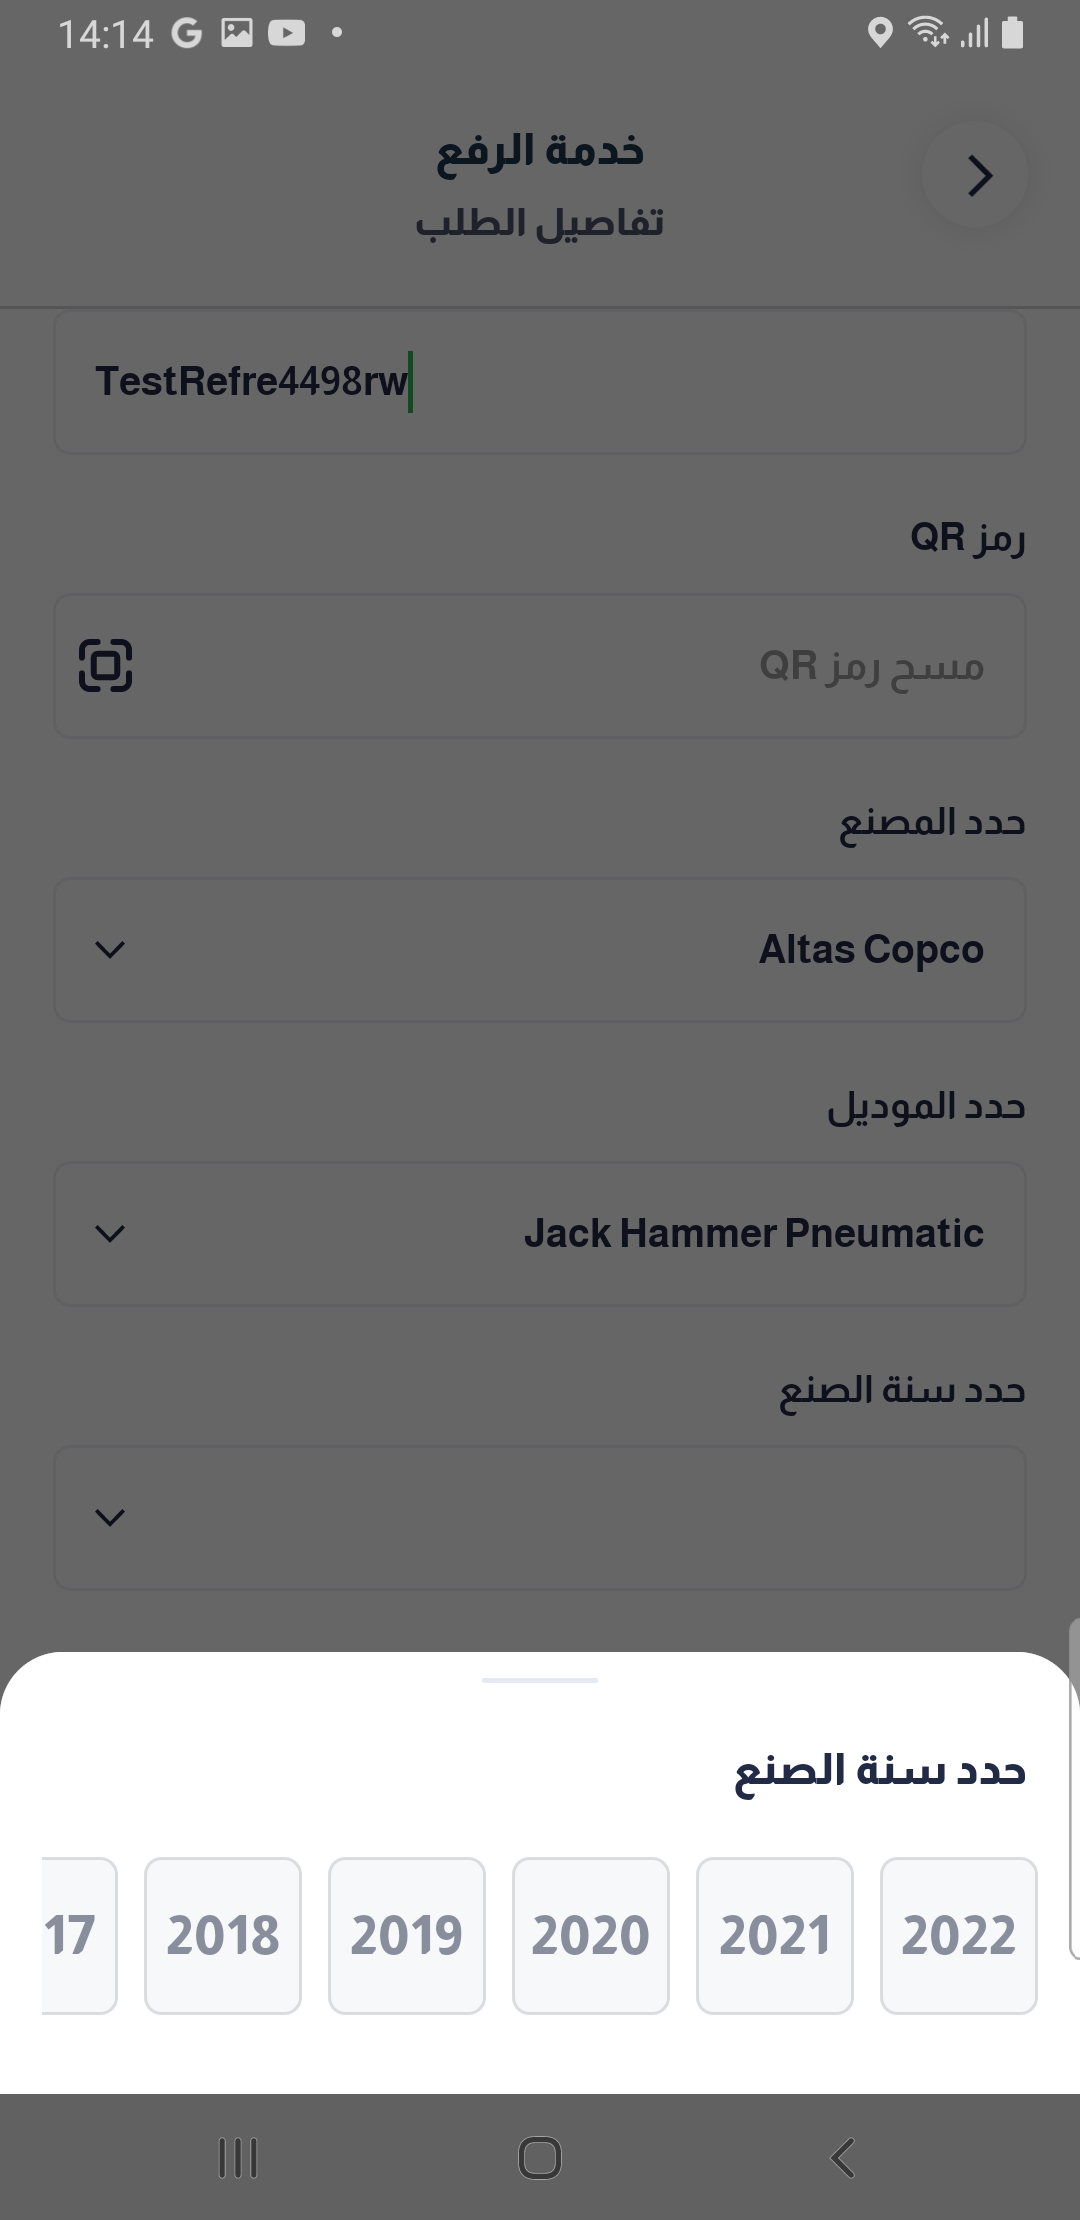 14:14
خدمة الرفع
تفاصيل الطلب
TestRefre4498rw
رمز QR
مسح رمز QR
حدد المصنع
Altas Copco
حدد الموديل
Jack Hammer Pneumatic
حدد سنة الصنع
حدد سنة الصنع
2022 2021 2020 2019 2018 17